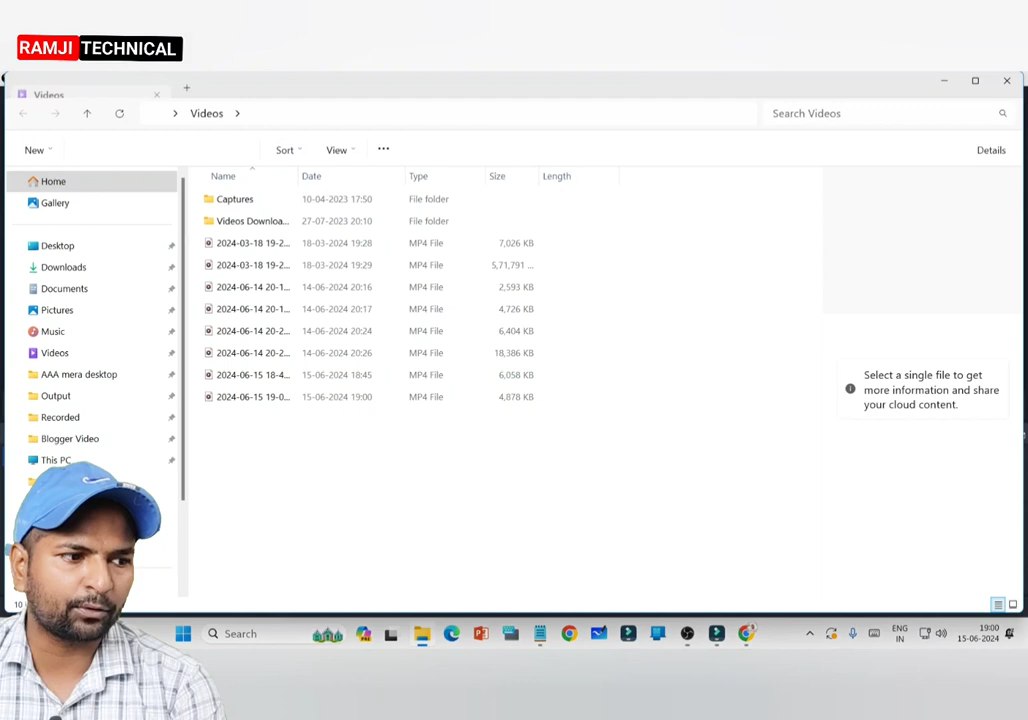 RAMJI TECHNICAL
Videos
Videos
Search Videos
New
Sort
View
Details
Name Date Type Size Length
Home
Gallery
Desktop
Downloads
Documents
Pictures
Music
Videos
AAA mera desktop
Output
Recorded
Blogger Video
This PC
Captures 10-04-2023 17:50 File folder
Videos Downloa... 27-07-2023 20:10 File folder
2024-03-18 19-2... 18-03-2024 19:28 MP4 File 7,026 KB
2024-03-18 19-2... 18-03-2024 19:29 MP4 File 5,71,791 ...
2024-06-14 20-1... 14-06-2024 20:16 MP4 File 2,593 KB
2024-06-14 20-1... 14-06-2024 20:17 MP4 File 4,726 KB
2024-06-14 20-2... 14-06-2024 20:24 MP4 File 6,404 KB
2024-06-14 20-2... 14-06-2024 20:26 MP4 File 18,386 KB
2024-06-15 18-4... 15-06-2024 18:45 MP4 File 6,058 KB
2024-06-15 19-0... 15-06-2024 19:00 MP4 File 4,878 KB
Select a single file to get
more information and share
your cloud content.
10
Search
ENG
IN
19:00
15-06-2024